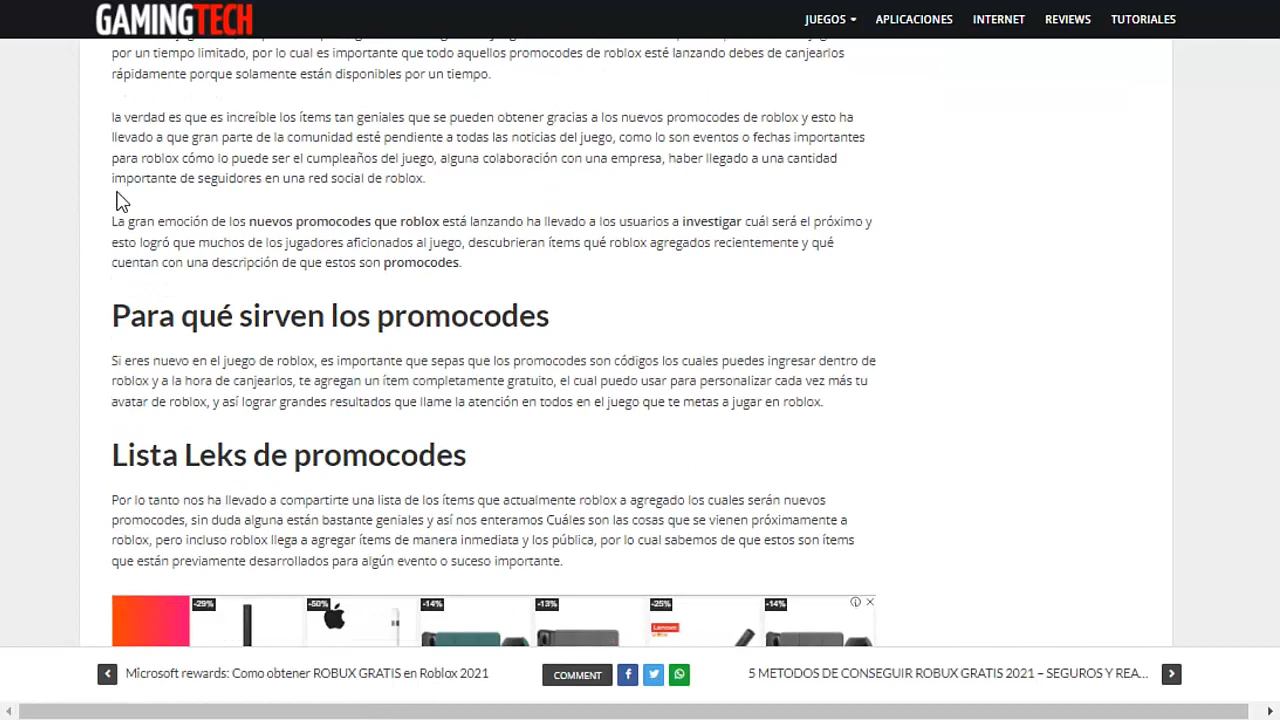 GAMINGTECH
JUEGOS
APLICACIONES
INTERNET
REVIEWS
TUTORIALES
por un tiempo limitado, por lo cual es importante que todo aquellos promocodes de roblox esté lanzando debes de canjearlos
rápidamente porque solamente están disponibles por un tiempo.
la verdad es que es increíble los ítems tan geniales que se pueden obtener gracias a los nuevos promocodes de roblox y esto ha
llevado a que gran parte de la comunidad esté pendiente a todas las noticias del juego, como lo son eventos o fechas importantes
para roblox cómo lo puede ser el cumpleaños del juego, alguna colaboración con una empresa, haber llegado a una cantidad
importante de seguidores en una red social de roblox.
La gran emoción de los nuevos promocodes que roblox está lanzando ha llevado a los usuarios a investigar cuál será el próximo y
esto logró que muchos de los jugadores aficionados al juego, descubrieran ítems qué roblox agregados recientemente y qué
cuentan con una descripción de que estos son promocodes.
Para qué sirven los promocodes
Si eres nuevo en el juego de roblox, es importante que sepas que los promocodes son códigos los cuales puedes ingresar dentro de
roblox y a la hora de canjearlos, te agregan un ítem completamente gratuito, el cual puedo usar para personalizar cada vez más tu
avatar de roblox, y así lograr grandes resultados que llame la atención en todos en el juego que te metas a jugar en roblox.
Lista Leks de promocodes
Por lo tanto nos ha llevado a compartirte una lista de los ítems que actualmente roblox a agregado los cuales serán nuevos
promocodes, sin duda alguna están bastante geniales y así nos enteramos Cuáles son las cosas que se vienen próximamente a
roblox, pero incluso roblox llega a agregar ítems de manera inmediata y los pública, por lo cual sabemos de que estos son ítems
que están previamente desarrollados para algún evento o suceso importante.
-29%
-50%
-14%
-13%
-25%
-14%
Lenovo
Microsoft rewards: Como obtener ROBUX GRATIS en Roblox 2021
COMMENT
5 METODOS DE CONSEGUIR ROBUX GRATIS 2021 – SEGUROS Y REA...